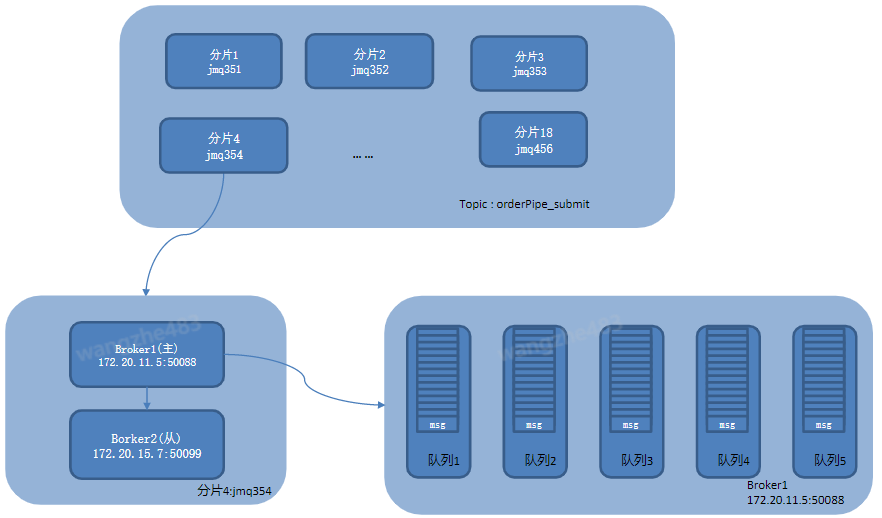 分片1
jmq351
分片2
jmq352
分片3
jmq353
分片4
jmq354
... ...
分片18
jmq456
Topic : orderPipe_submit
Broker1(主)
172.20.11.5:50088
Borker2(从)
172.20.15.7:50099
分片4:jmq354
wangzhe483
msg
队列1
msg
队列2
msg
队列3
msg
队列4
msg
队列5
wangzhe483
Broker1
172.20.11.5:50088